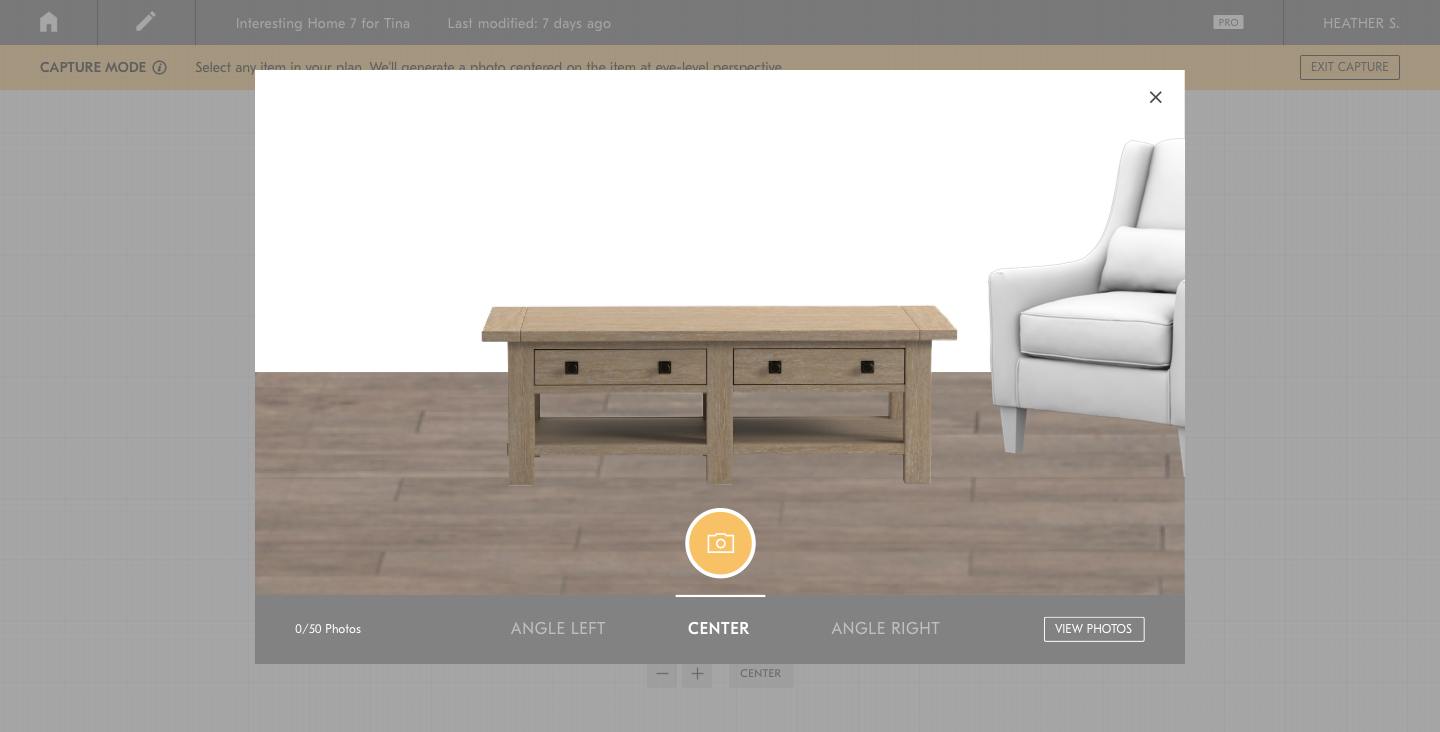 Interesting Home 7 for Tina Last modified: 7 days ago PRO HEATHER S.
CAPTURE MODE i Select any item in your plan. We'll generate a photo centered on the item at eye-level perspective. EXIT CAPTURE
0/50 Photos ANGLE LEFT CENTER ANGLE RIGHT VIEW PHOTOS
− + CENTER